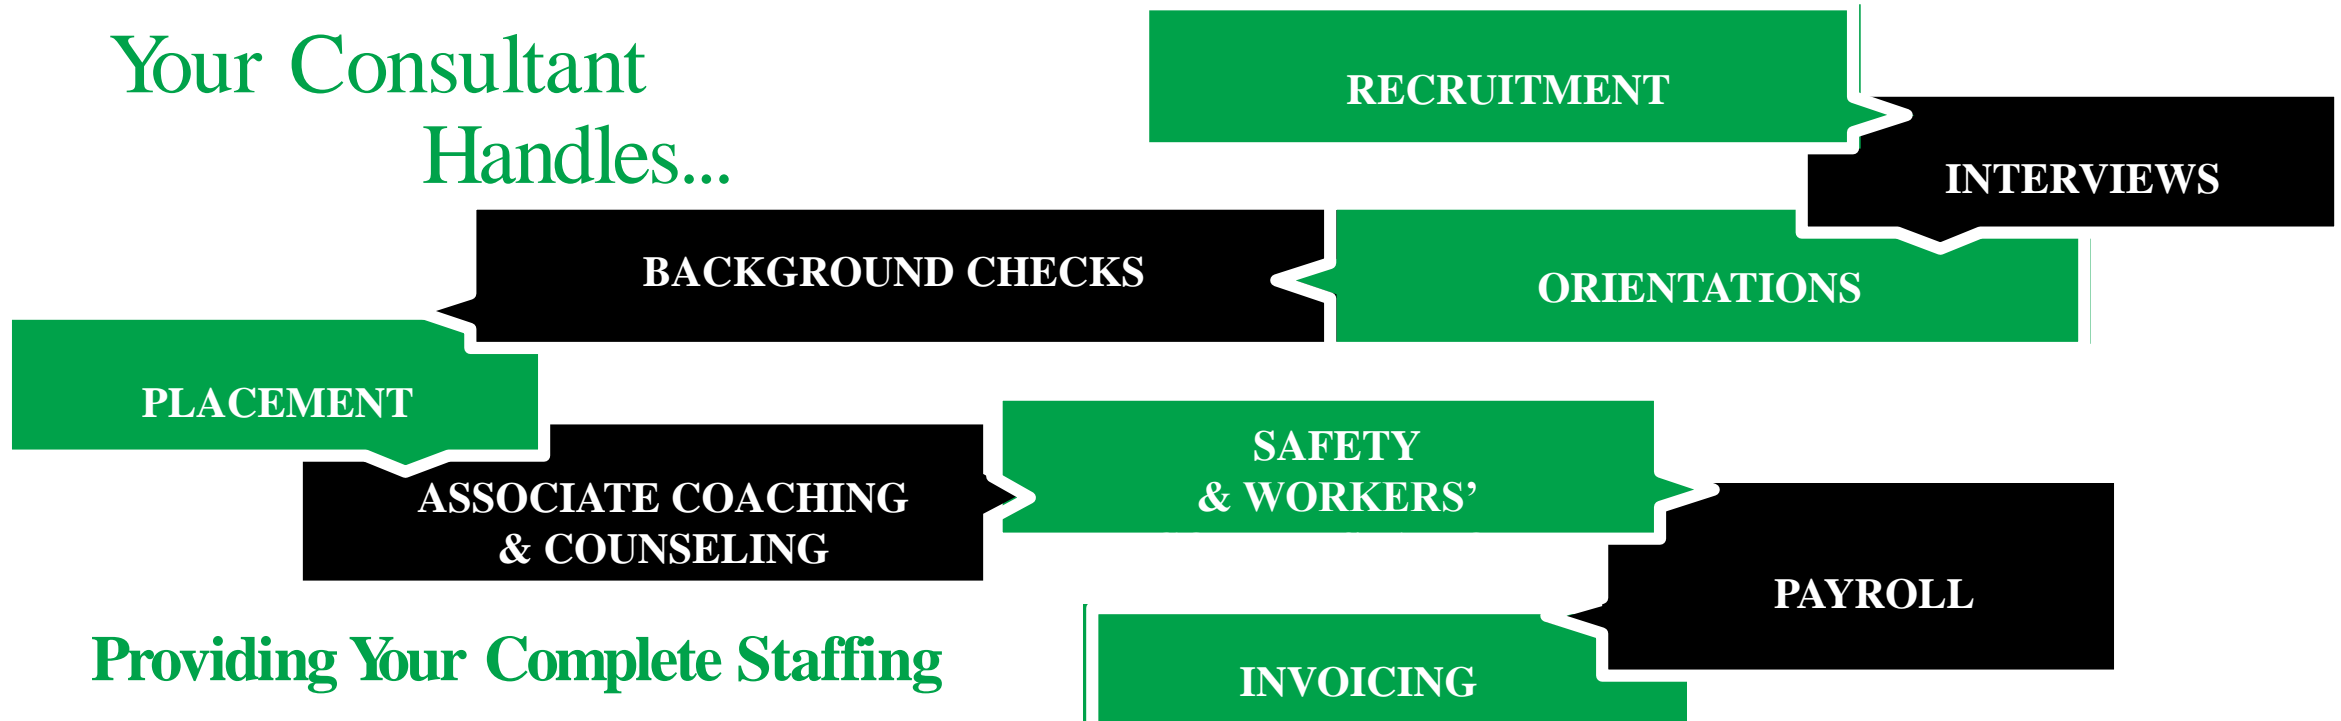 Your Consultant
Handles...
RECRUITMENT
INTERVIEWS
ORIENTATIONS
BACKGROUND CHECKS
PLACEMENT
ASSOCIATE COACHING
& COUNSELING
SAFETY
& WORKERS’
PAYROLL
INVOICING
Providing Your Complete Staffing